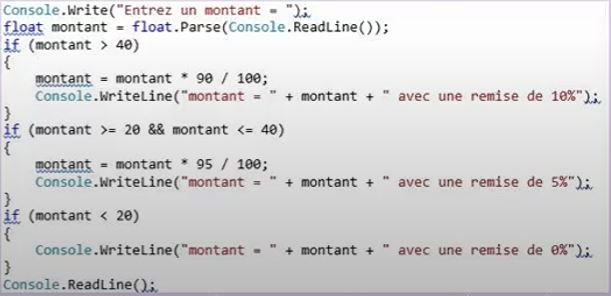 Console.Write("Entrez un montant = ");
float montant = float.Parse(Console.ReadLine());
if (montant > 40)
{
    montant = montant * 90 / 100;
    Console.WriteLine("montant = " + montant + " avec une remise de 10%");
}
if (montant >= 20 && montant <= 40)
{
    montant = montant * 95 / 100;
    Console.WriteLine("montant = " + montant + " avec une remise de 5%");
}
if (montant < 20)
{
    Console.WriteLine("montant = " + montant + " avec une remise de 0%");
}
Console.ReadLine();